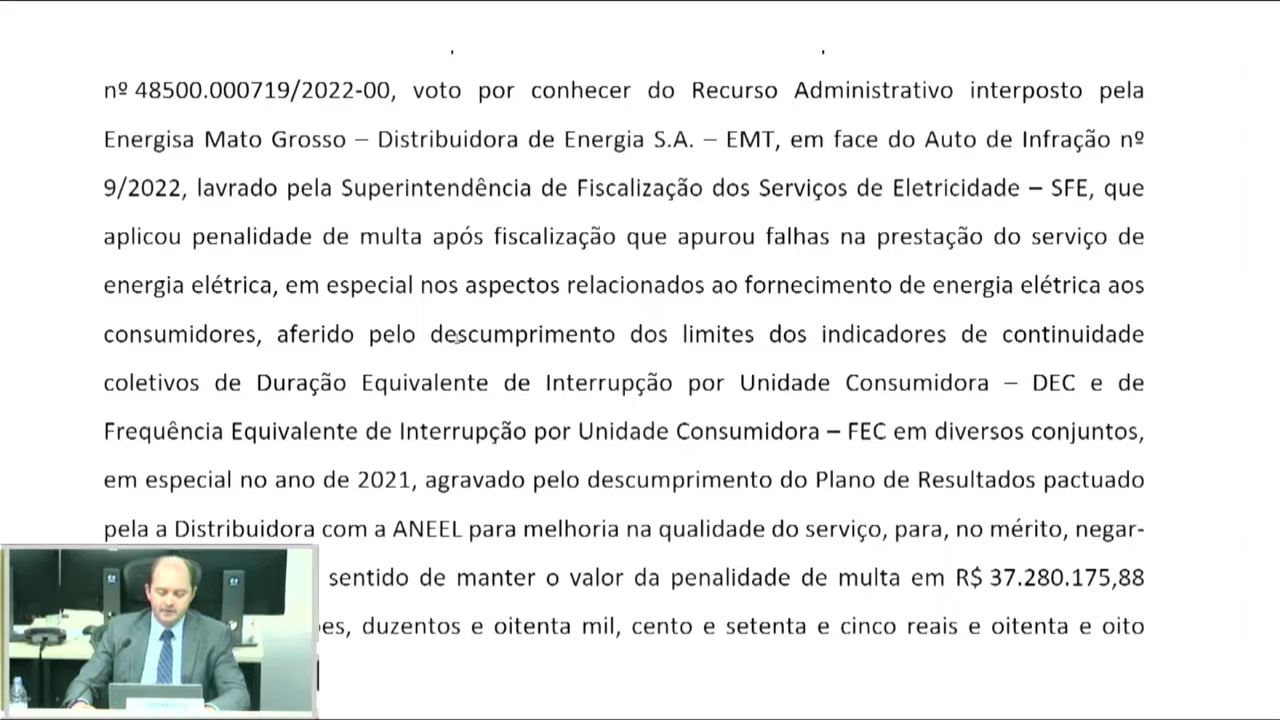 nº 48500.000719/2022-00, voto por conhecer do Recurso Administrativo interposto pela
Energisa Mato Grosso – Distribuidora de Energia S.A. – EMT, em face do Auto de Infração nº
9/2022, lavrado pela Superintendência de Fiscalização dos Serviços de Eletricidade – SFE, que
aplicou penalidade de multa após fiscalização que apurou falhas na prestação do serviço de
energia elétrica, em especial nos aspectos relacionados ao fornecimento de energia elétrica aos
consumidores, aferido pelo descumprimento dos limites dos indicadores de continuidade
coletivos de Duração Equivalente de Interrupção por Unidade Consumidora – DEC e de
Frequência Equivalente de Interrupção por Unidade Consumidora – FEC em diversos conjuntos,
em especial no ano de 2021, agravado pelo descumprimento do Plano de Resultados pactuado
pela a Distribuidora com a ANEEL para melhoria na qualidade do serviço, para, no mérito, negar-
sentido de manter o valor da penalidade de multa em R$ 37.280.175,88
es, duzentos e oitenta mil, cento e setenta e cinco reais e oitenta e oito